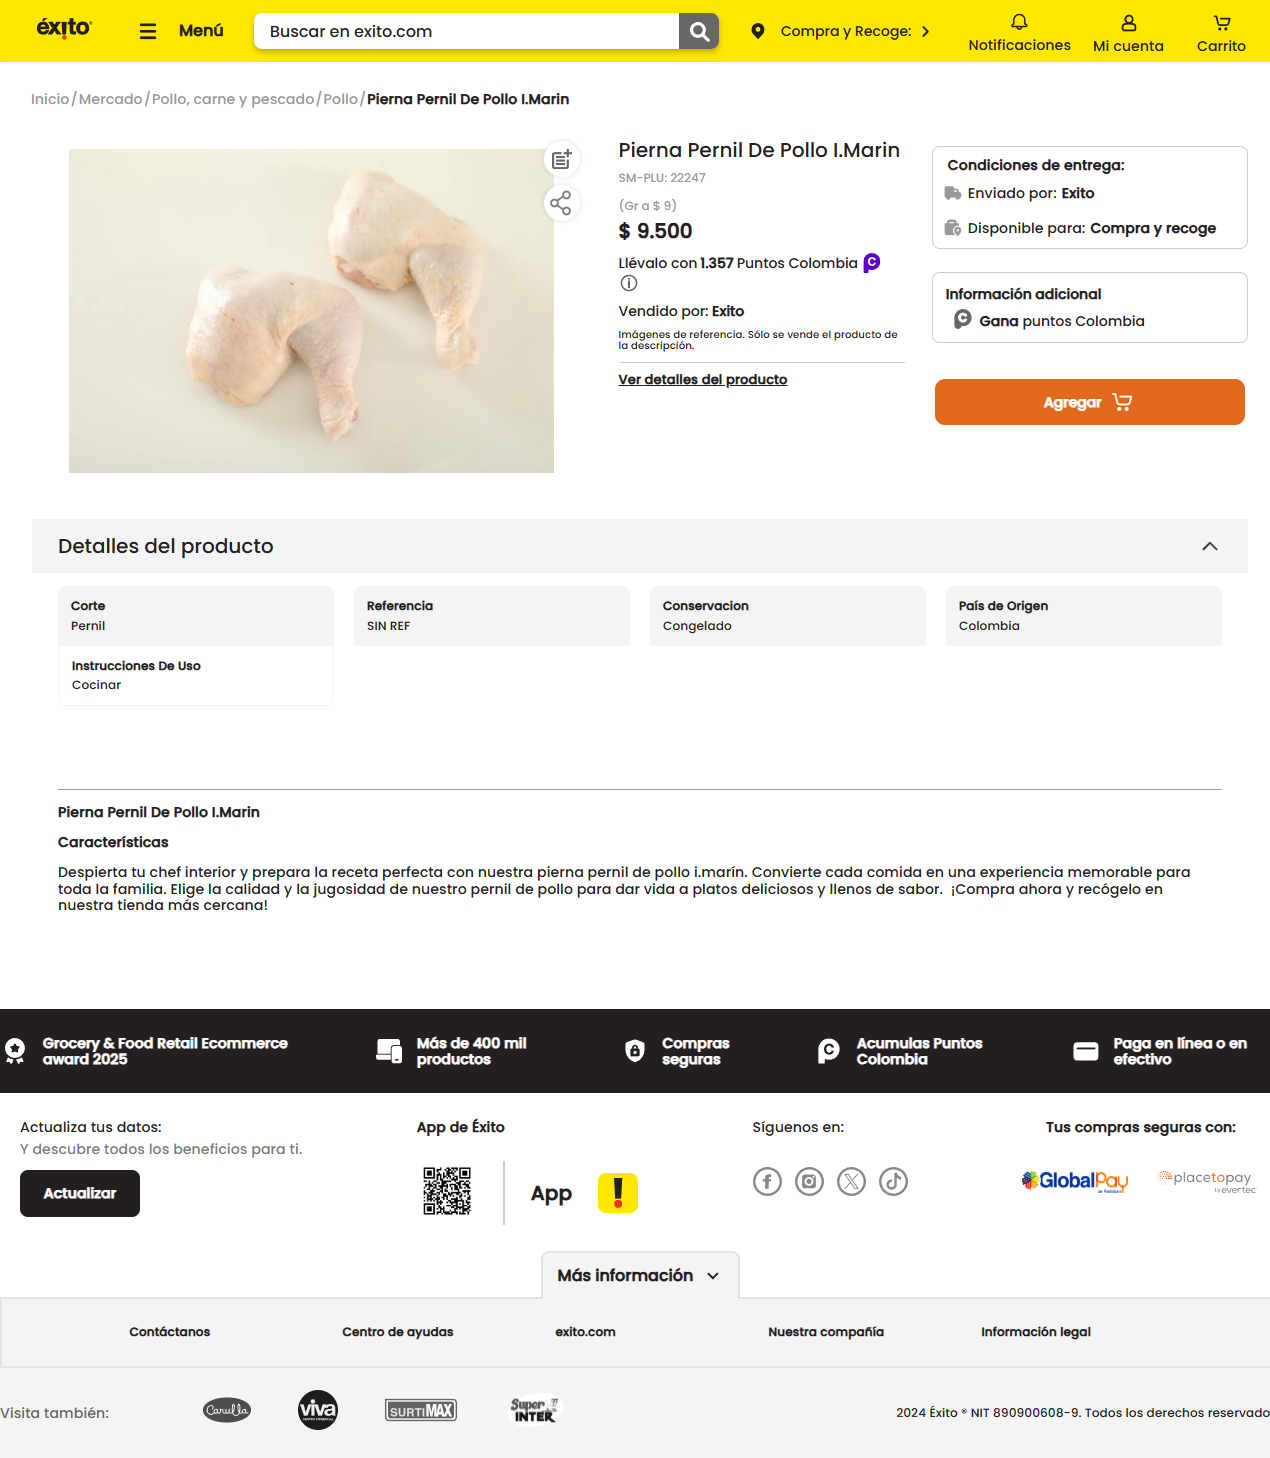 éxito
Menú
Buscar en exito.com
Compra y Recoge:
Notificaciones
Mi cuenta
Carrito
Inicio/Mercado/Pollo, carne y pescado/Pollo/Pierna Pernil De Pollo I.Marin
Pierna Pernil De Pollo I.Marin
SM-PLU: 22247
(Gr a $ 9)
$ 9.500
Llévalo con 1.357 Puntos Colombia
Vendido por: Exito
Imágenes de referencia. Sólo se vende el producto de
la descripción.
Ver detalles del producto
Condiciones de entrega:
Enviado por: Exito
Disponible para: Compra y recoge
Información adicional
Gana puntos Colombia
Agregar
Detalles del producto
Corte
Pernil
Referencia
SIN REF
Conservacion
Congelado
País de Origen
Colombia
Instrucciones De Uso
Cocinar
Pierna Pernil De Pollo I.Marin
Características
Despierta tu chef interior y prepara la receta perfecta con nuestra pierna pernil de pollo i.marín. Convierte cada comida en una experiencia memorable para
toda la familia. Elige la calidad y la jugosidad de nuestro pernil de pollo para dar vida a platos deliciosos y llenos de sabor. ¡Compra ahora y recógelo en
nuestra tienda más cercana!
Grocery & Food Retail Ecommerce
award 2025
Más de 400 mil
productos
Compras
seguras
Acumulas Puntos
Colombia
Paga en línea o en
efectivo
Actualiza tus datos:
Y descubre todos los beneficios para ti.
Actualizar
App de Éxito
App
Síguenos en:
Tus compras seguras con:
GlobalPay
placetopay
by evertec
Más información
Contáctanos
Centro de ayudas
exito.com
Nuestra compañía
Información legal
Visita también:
Carulla
viva
SURTIMAX
Super
INTER
2024 Éxito ® NIT 890900608-9. Todos los derechos reservado